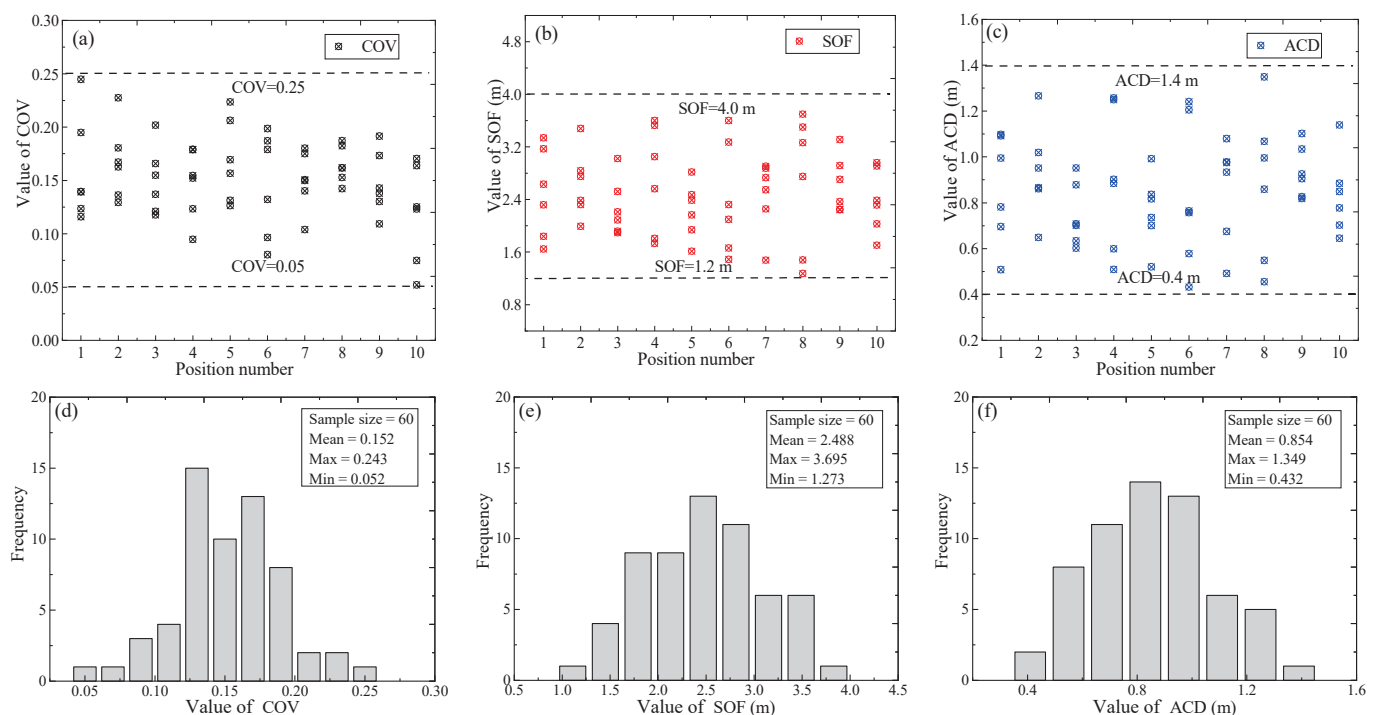 (a)
COV
COV=0.25
COV=0.05
Value of COV
0.00
0.05
0.10
0.15
0.20
0.25
0.30
1 2 3 4 5 6 7 8 9 10
Position number
(b)
SOF
SOF=4.0 m
SOF=1.2 m
Value of SOF (m)
0.8
1.6
2.4
3.2
4.0
4.8
1 2 3 4 5 6 7 8 9 10
Position number
(c)
ACD
ACD=1.4 m
ACD=0.4 m
Value of ACD (m)
0.2
0.4
0.6
0.8
1.0
1.2
1.4
1.6
1 2 3 4 5 6 7 8 9 10
Position number
(d)
Sample size = 60
Mean = 0.152
Max = 0.243
Min = 0.052
Frequency
0
5
10
15
20
0.05 0.10 0.15 0.20 0.25 0.30
Value of COV
(e)
Sample size = 60
Mean = 2.488
Max = 3.695
Min = 1.273
Frequency
0
5
10
15
20
0.5 1.0 1.5 2.0 2.5 3.0 3.5 4.0 4.5
Value of SOF (m)
(f)
Sample size = 60
Mean = 0.854
Max = 1.349
Min = 0.432
Frequency
0
5
10
15
20
0.4 0.8 1.2 1.6
Value of ACD (m)